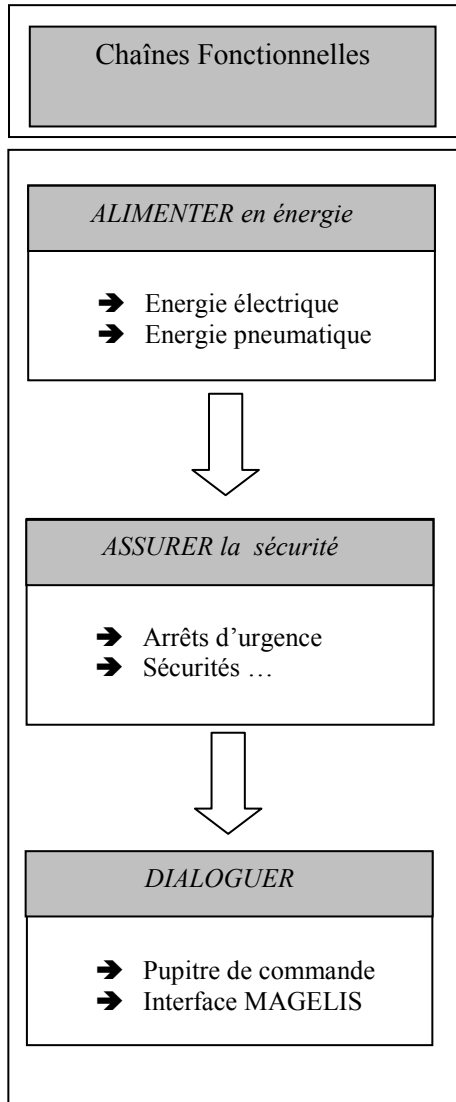 Chaînes Fonctionnelles
ALIMENTER en énergie
➔ Energie électrique
➔ Energie pneumatique
ASSURER la sécurité
➔ Arrêts d’urgence
➔ Sécurités …
DIALOGUER
➔ Pupitre de commande
➔ Interface MAGELIS